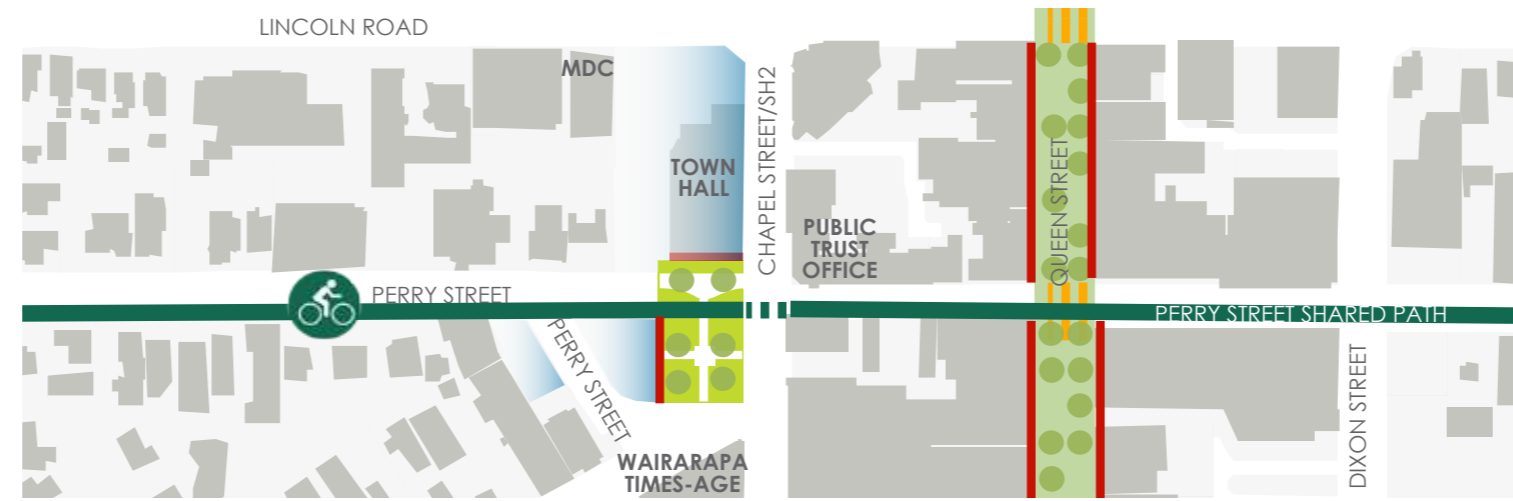 LINCOLN ROAD
MDC
TOWN
HALL
CHAPEL STREET/SH2
PUBLIC
TRUST
OFFICE
QUEEN STREET
PERRY STREET
PERRY STREET SHARED PATH
PERRY STREET
DIXON STREET
WAIRARAPA
TIMES-AGE